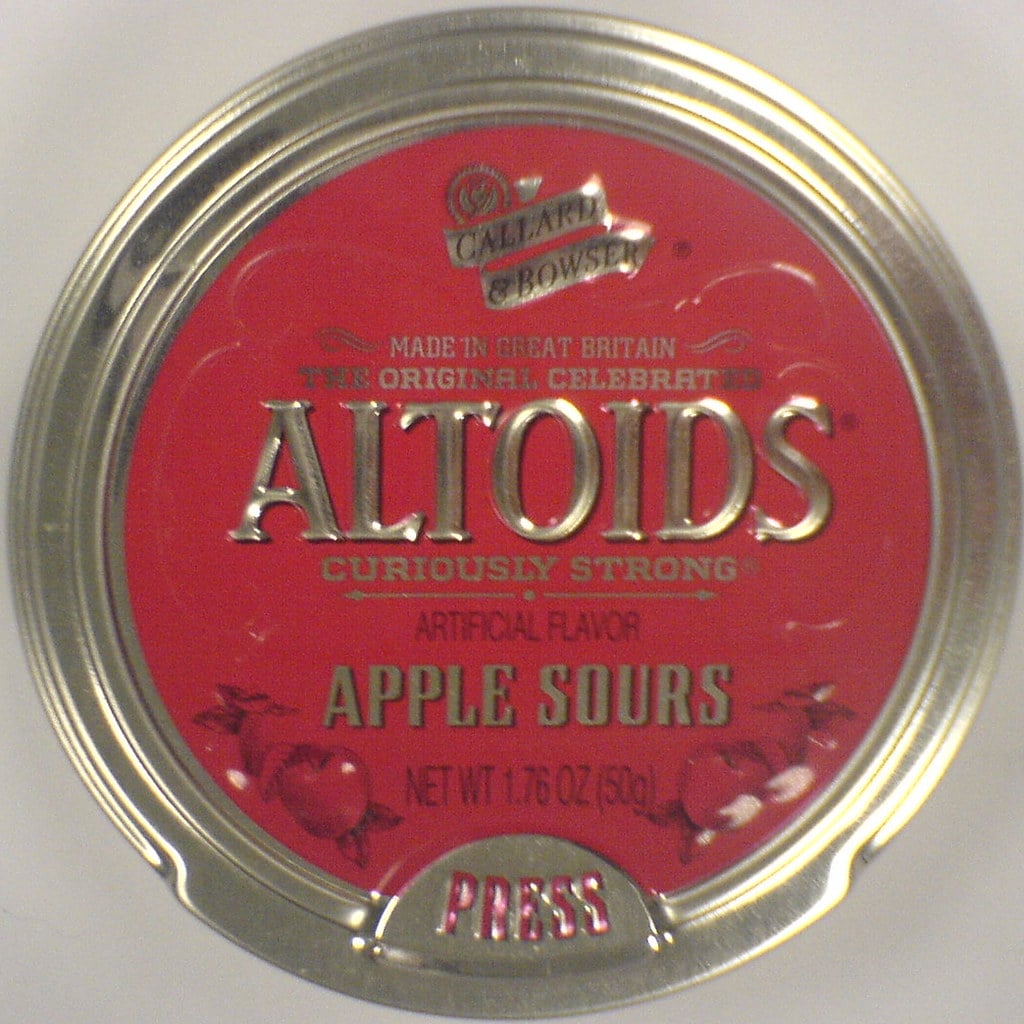 CALLARD
& BOWSER®
MADE IN GREAT BRITAIN
THE ORIGINAL CELEBRATED
ALTOIDS®
CURIOUSLY STRONG®
ARTIFICIAL FLAVOR
APPLE SOURS
NET WT 1.76 OZ (50g)
PRESS